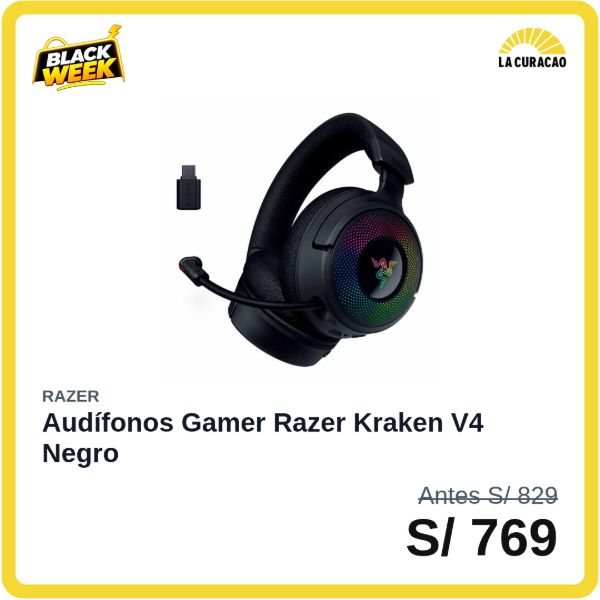 BLACK
WEEK
LA CURACAO
RAZER
Audífonos Gamer Razer Kraken V4
Negro
Antes S/ 829
S/ 769